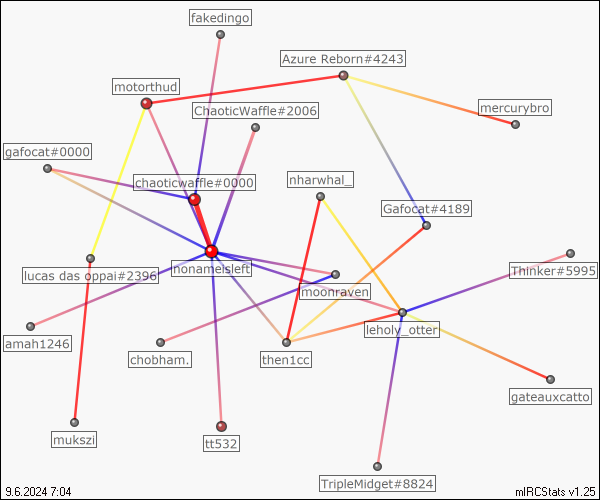 fakedingo
Azure Reborn#4243
motorthud
ChaoticWaffle#2006
mercurybro
gafocat#0000
chaoticwaffle#0000
nharwhal_
Gafocat#4189
nonameisleft
Thinker#5995
lucas das oppai#2396
moonraven
leholy_otter
amah1246
chobham.
then1cc
gateauxcatto
mukszi
tt532
TripleMidget#8824
9.6.2024 7:04
mIRCStats v1.25